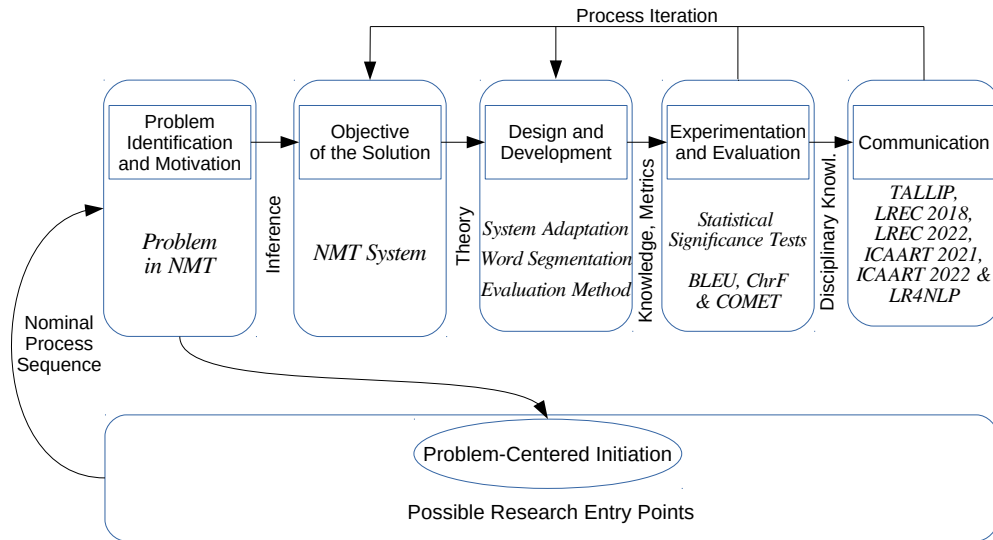 Process Iteration
Problem
Identification
and Motivation
Problem
in NMT
Inference
Objective
of the Solution
NMT System
Theory
Design and
Development
System Adaptation
Word Segmentation
Evaluation Method
Knowledge, Metrics
Experimentation
and Evaluation
Statistical
Significance Tests
BLEU, ChrF
& COMET
Disciplinary Knowl.
Communication
TALLIP,
LREC 2018,
LREC 2022,
ICAART 2021,
ICAART 2022 &
LR4NLP
Nominal
Process
Sequence
Problem-Centered Initiation
Possible Research Entry Points